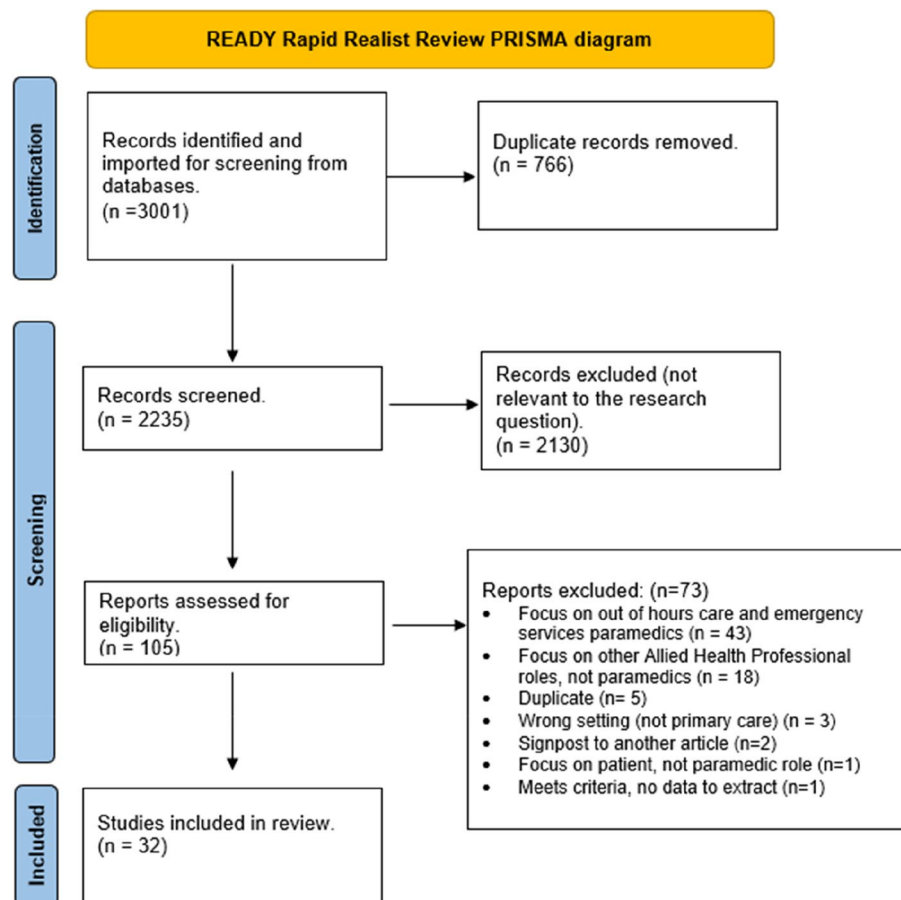 READY Rapid Realist Review PRISMA diagram
Identification
Records identified and
imported for screening from
databases.
(n =3001)
Duplicate records removed.
(n = 766)
Screening
Records screened.
(n = 2235)
Records excluded (not
relevant to the research
question).
(n = 2130)
Reports assessed for
eligibility.
(n = 105)
Reports excluded: (n=73)
• Focus on out of hours care and emergency
services paramedics (n = 43)
• Focus on other Allied Health Professional
roles, not paramedics (n = 18)
• Duplicate (n= 5)
• Wrong setting (not primary care) (n = 3)
• Signpost to another article (n=2)
• Focus on patient, not paramedic role (n=1)
• Meets criteria, no data to extract (n=1)
Included
Studies included in review.
(n = 32)